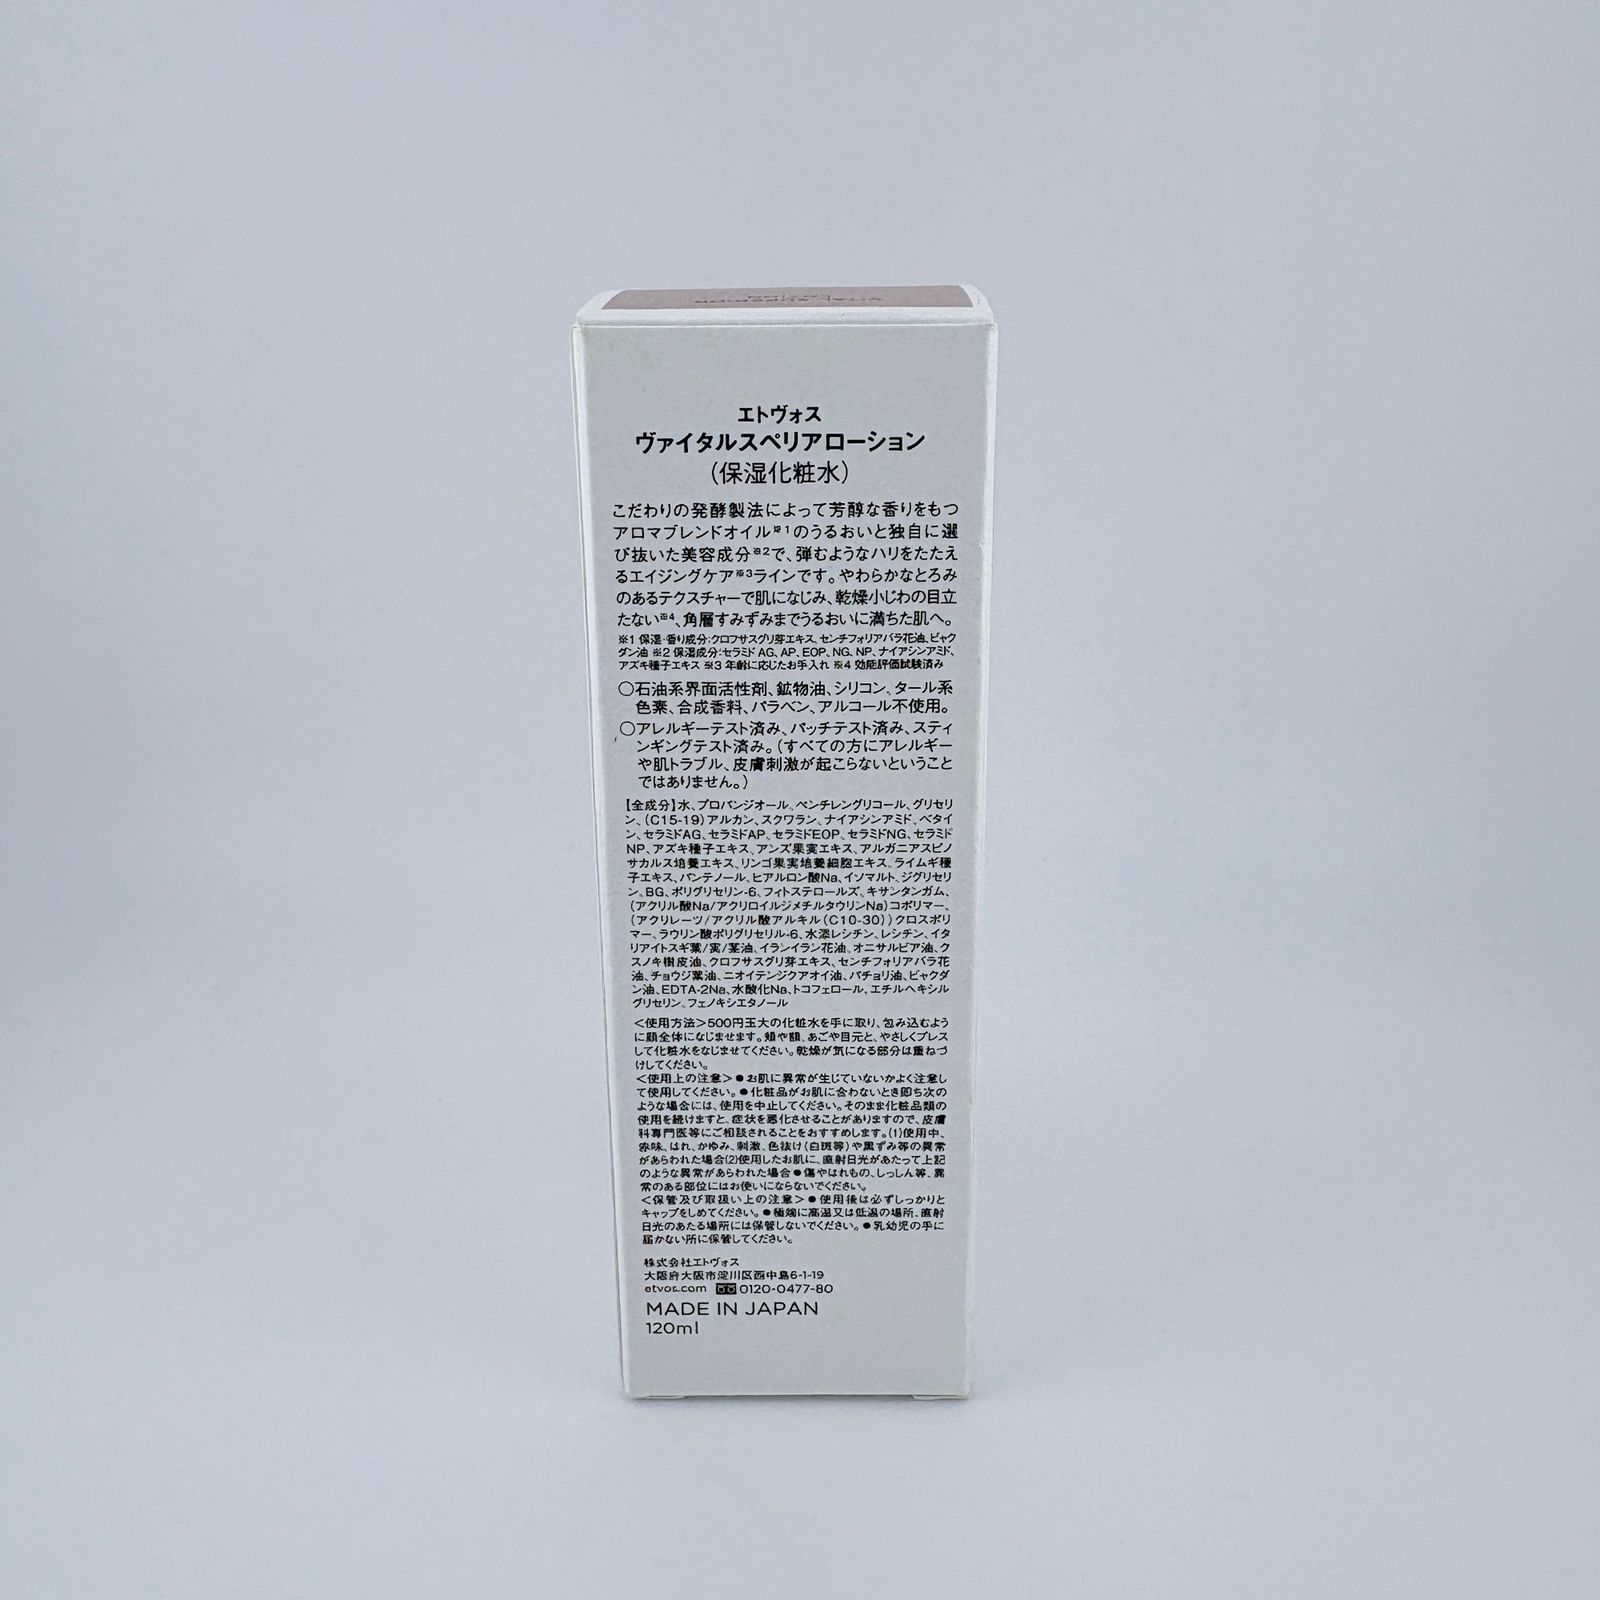 エトヴォス
ヴァイタルスペリアローション
(保湿化粧水)
こだわりの発酵製法によって芳醇な香りをもつ
アロマブレンドオイル※1のうるおいと独自に選
び抜いた美容成分※2で、弾むようなハリをたたえ
るエイジングケア※3ラインです。やわらかなとろみ
のあるテクスチャーで肌になじみ、乾燥小じわの目立
たない※4、角層すみずみまでうるおいに満ちた肌へ。
※1 保湿・香り成分:クロフサスグリ芽エキス、センチフォリアバラ花油、ビャク
ダン油 ※2 保湿成分:セラミド AG、AP、EOP、NG、NP、ナイアシンアミド、
アズキ種子エキス ※3 年齢に応じたお手入れ ※4 効能評価試験済み
○石油系界面活性剤、鉱物油、シリコン、タール系
色素、合成香料、パラベン、アルコール不使用。
○アレルギーテスト済み、パッチテスト済み、スティ
ンギングテスト済み。(すべての方にアレルギー
や肌トラブル、皮膚刺激が起こらないということ
ではありません。)
【全成分】水、プロパンジオール、ペンチレングリコール、グリセリ
ン、(C15-19)アルカン、スクワラン、ナイアシンアミド、ベタイ
ン、セラミドAG、セラミドAP、セラミドEOP、セラミドNG、セラミド
NP、アズキ種子エキス、アンズ果実エキス、アルガニアスピノ
サカルス培養エキス、リンゴ果実培養細胞エキス、ライムギ種
子エキス、パンテノール、ヒアルロン酸Na、イソマルト、ジグリセリ
ン、BG、ポリグリセリン-6、フィトステロールズ、キサンタンガム、
(アクリル酸Na/アクリロイルジメチルタウリンNa)コポリマー、
(アクリレーツ/アクリル酸アルキル(C10-30))クロスポリ
マー、ラウリン酸ポリグリセリル-6、水添レシチン、レシチン、イタ
リアイトスギ葉/実/茎油、イランイラン花油、オニサルビア油、ク
スノキ樹皮油、クロフサスグリ芽エキス、センチフォリアバラ花
油、チョウジ葉油、ニオイテンジクアオイ油、パチョリ油、ビャクダ
ン油、EDTA-2Na、水酸化Na、トコフェロール、エチルヘキシル
グリセリン、フェノキシエタノール
<使用方法>500円玉大の化粧水を手に取り、包み込むよう
に顔全体になじませます。頬や額、あごや目元と、やさしくプレス
して化粧水をなじませてください。乾燥が気になる部分は重ねづ
けしてください。
<使用上の注意>●お肌に異常が生じていないかよく注意し
て使用してください。●化粧品がお肌に合わないとき即ち次の
ような場合には、使用を中止してください。そのまま化粧品類の
使用を続けますと、症状を悪化させることがありますので、皮膚
科専門医等にご相談されることをおすすめします。(1)使用中、
赤味、はれ、かゆみ、刺激、色抜け(白斑等)や黒ずみ等の異常
があらわれた場合(2)使用したお肌に、直射日光があたって上記
のような異常があらわれた場合●傷やはれもの、しっしん等、異
常のある部位にはお使いにならないでください。
<保管及び取扱い上の注意>●使用後は必ずしっかりと
キャップをしめてください。●極端に高温又は低温の場所、直射
日光のあたる場所には保管しないでください。●乳幼児の手に
届かない所に保管してください。
株式会社エトヴォス
大阪府大阪市淀川区西中島6-1-19
etvos.com 0120-0477-80
MADE IN JAPAN
120ml